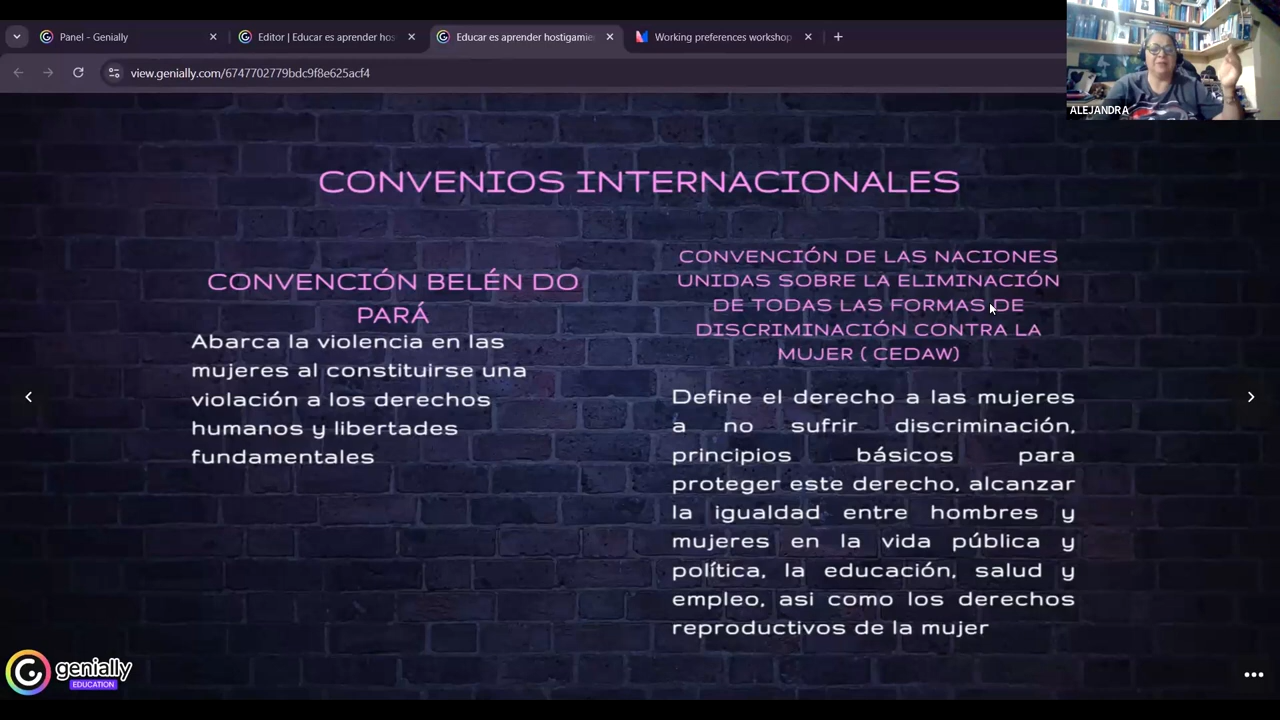 Panel - Genially
Editor | Educar es aprender hos
Educar es aprender hostigamie
Working preferences workshop
view.genially.com/6747702779bdc9f8e625acf4
ALEJANDRA
CONVENIOS INTERNACIONALES
CONVENCIÓN BELÉN DO
PARÁ
Abarca la violencia en las
mujeres al constituirse una
violación a los derechos
humanos y libertades
fundamentales
CONVENCIÓN DE LAS NACIONES
UNIDAS SOBRE LA ELIMINACIÓN
DE TODAS LAS FORMAS DE
DISCRIMINACIÓN CONTRA LA
MUJER ( CEDAW)
Define el derecho a las mujeres
a no sufrir discriminación,
principios básicos para
proteger este derecho, alcanzar
la igualdad entre hombres y
mujeres en la vida pública y
política, la educación, salud y
empleo, asi como los derechos
reproductivos de la mujer
genially
EDUCATION